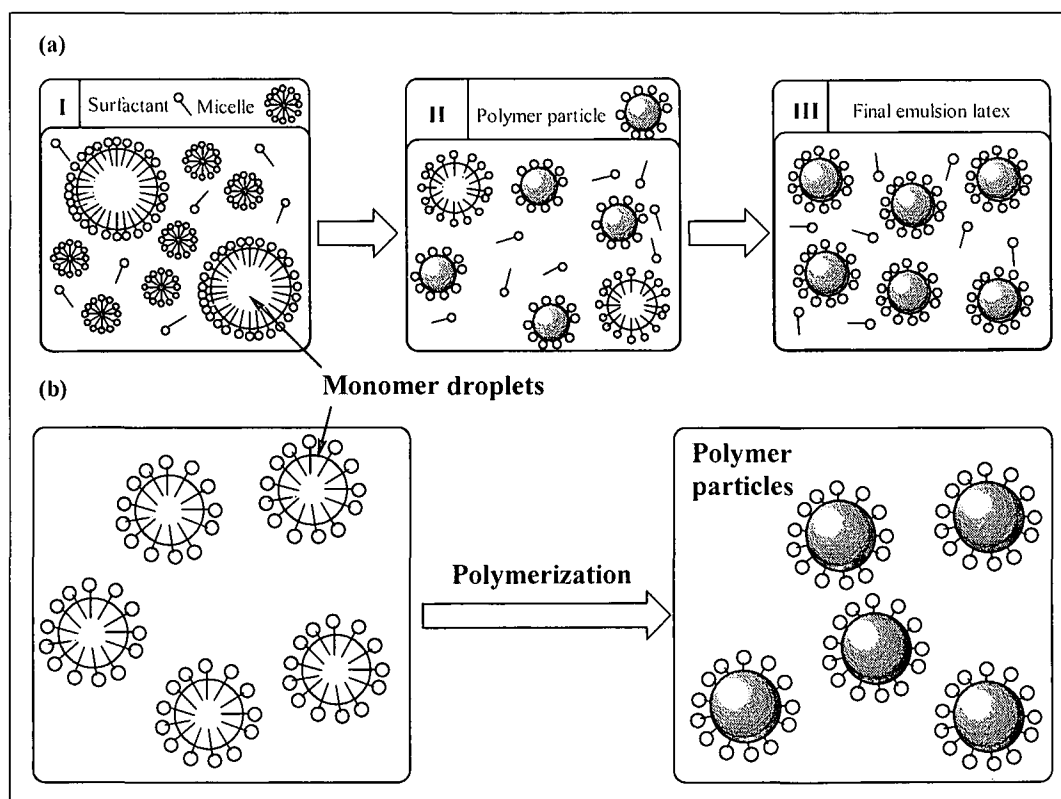 (a)
I Surfactant Micelle
II Polymer particle
III Final emulsion latex
Monomer droplets
(b)
Polymerization
Polymer
particles